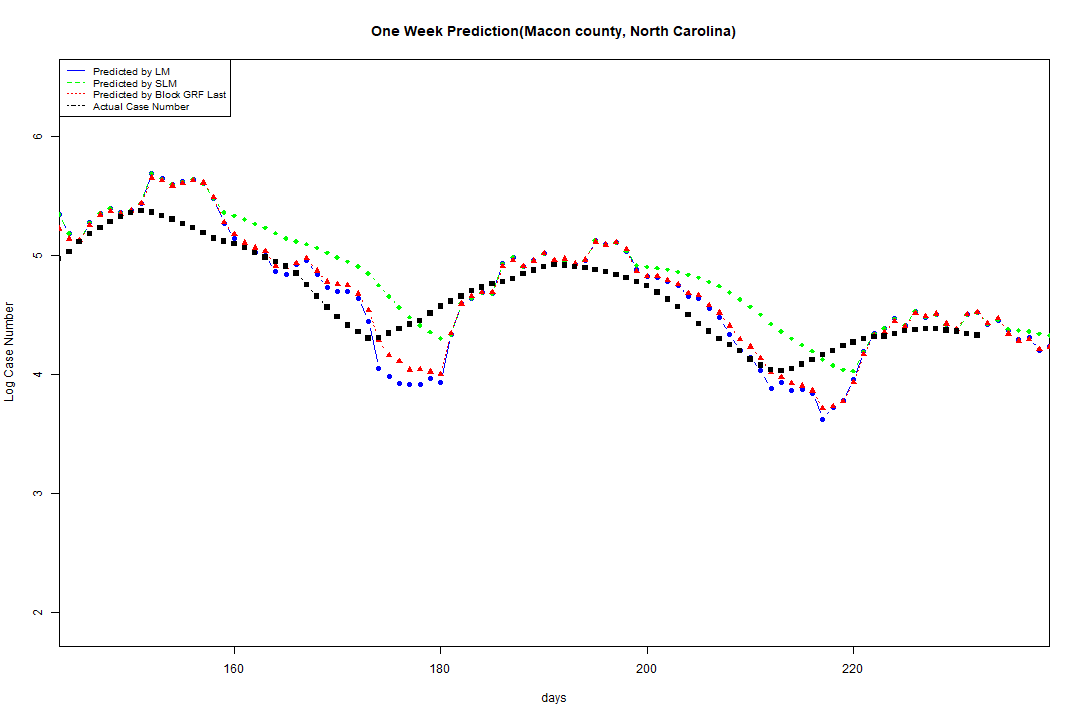 One Week Prediction(Macon county, North Carolina)
Predicted by LM
Predicted by SLM
Predicted by Block GRF Last
Actual Case Number
6
5
4
3
2
Log Case Number
160 180 200 220
days